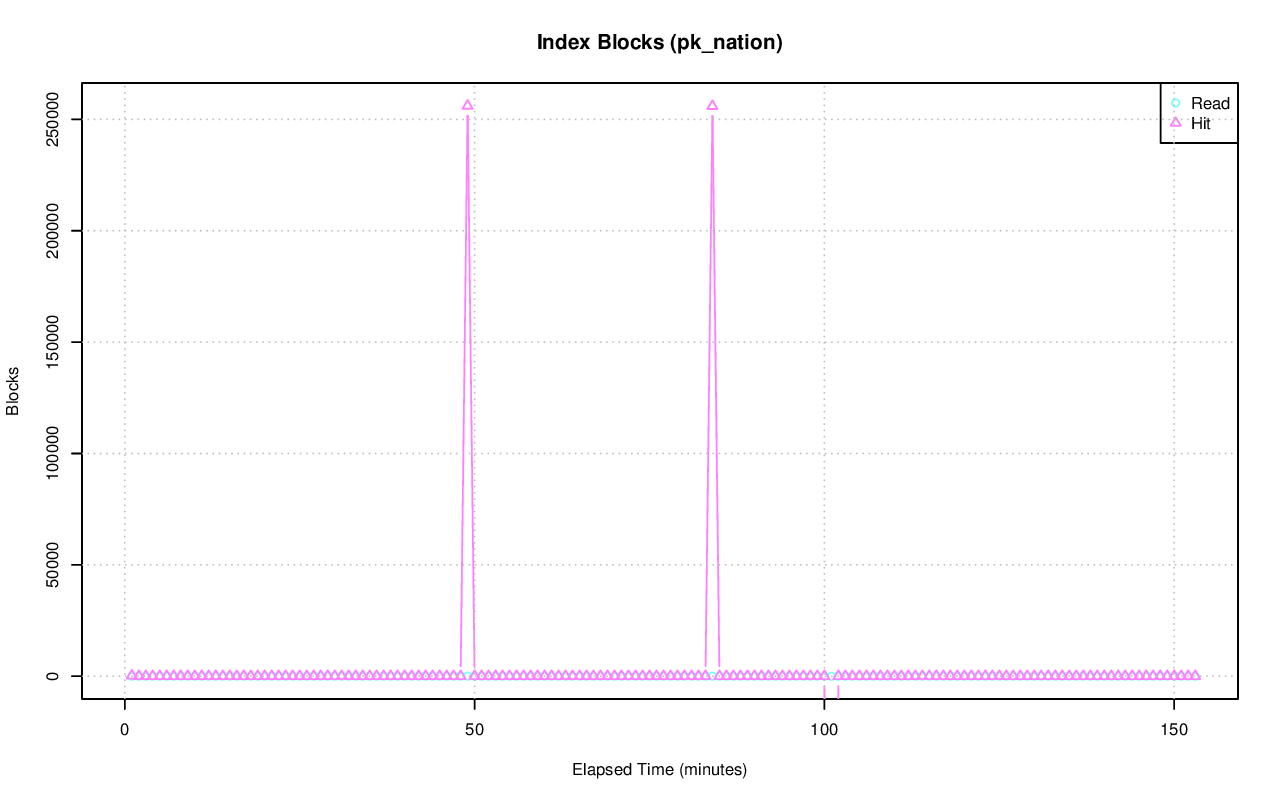 Index Blocks (pk_nation)
Read
Hit
250000
200000
150000
100000
50000
0
Blocks
0 50 100 150
Elapsed Time (minutes)